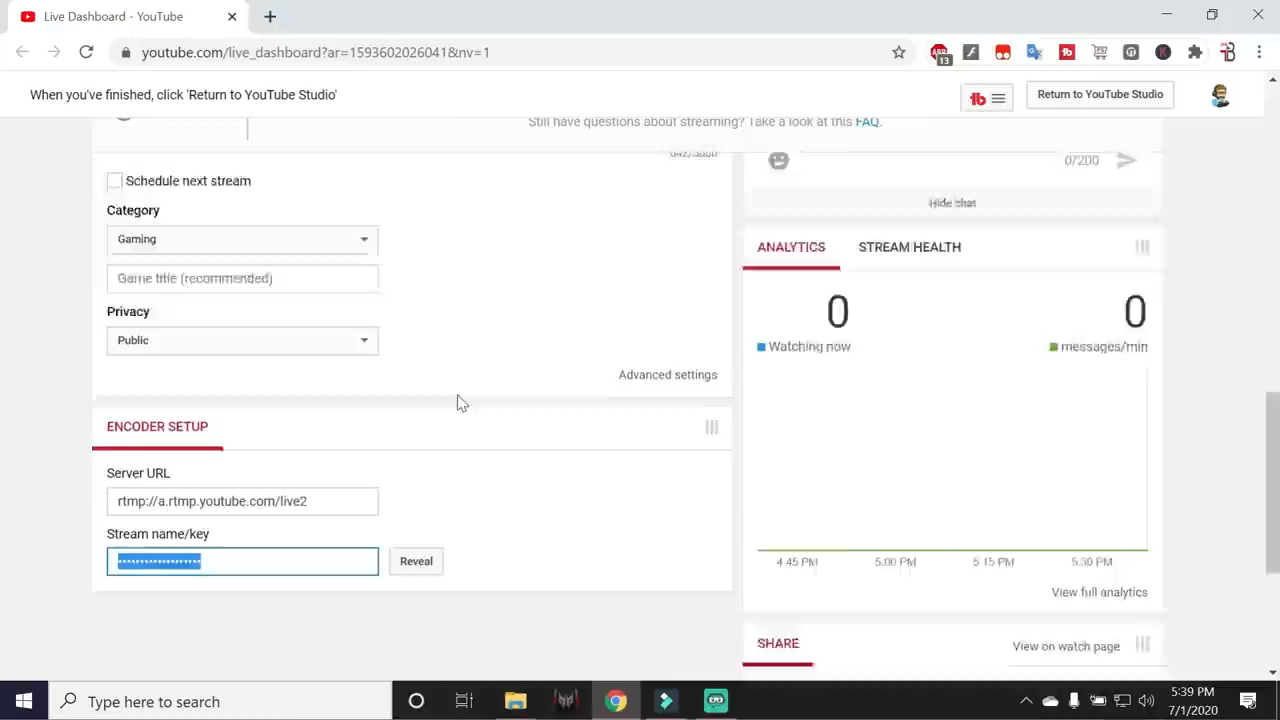 Live Dashboard - YouTube
youtube.com/live_dashboard?ar=1593602026041&nv=1
13
When you've finished, click 'Return to YouTube Studio'
Return to YouTube Studio
Still have questions about streaming? Take a look at this FAQ.
Schedule next stream
0/200
Category
Hide chat
Gaming
ANALYTICS
STREAM HEALTH
Game title (recommended)
Privacy
0
0
Public
Watching now
messages/min
Advanced settings
ENCODER SETUP
Server URL
rtmp://a.rtmp.youtube.com/live2
Stream name/key
Reveal
4:45 PM
5:00 PM
5:15 PM
5:30 PM
View full analytics
SHARE
View on watch page
Type here to search
5:39 PM
7/1/2020